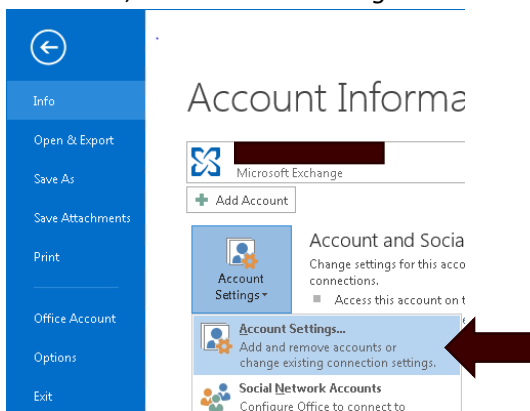 Info
Open & Export
Save As
Save Attachments
Print
Office Account
Options
Exit
Account Informa
Microsoft Exchange
Add Account
Account
Settings
Account and Socia
Change settings for this acco
connections.
Access this account on t
Account Settings...
Add and remove accounts or
change existing connection settings.
Social Network Accounts
Configure Office to connect to